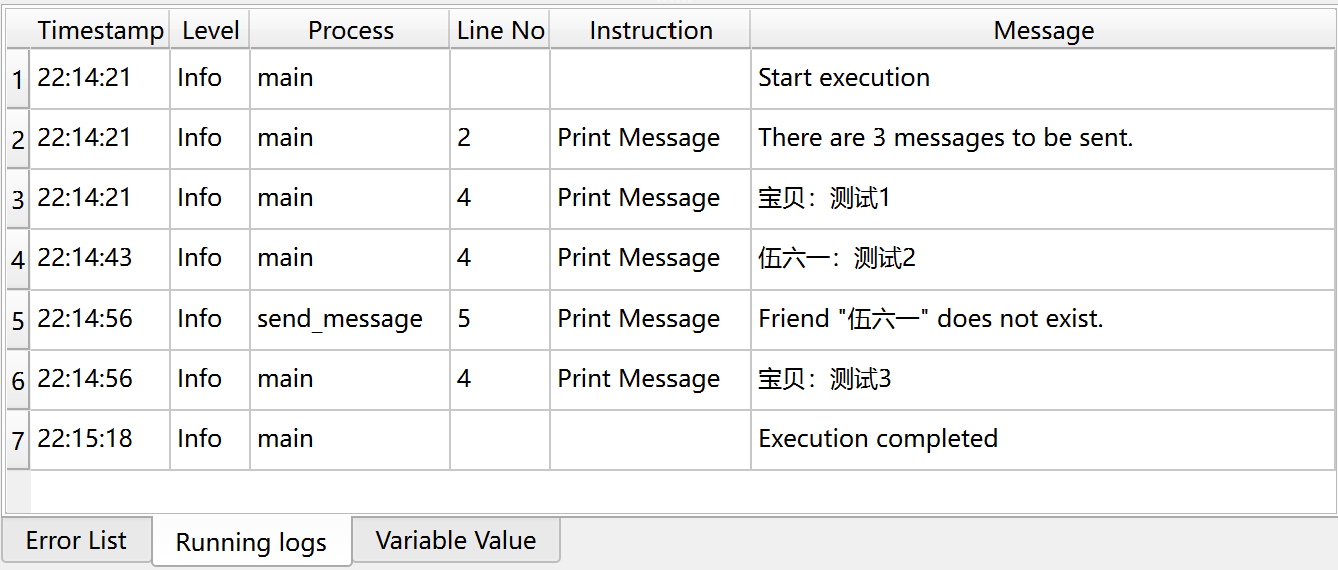 Timestamp Level Process Line No Instruction Message
1 22:14:21 Info main Start execution
2 22:14:21 Info main 2 Print Message There are 3 messages to be sent.
3 22:14:21 Info main 4 Print Message 宝贝：测试1
4 22:14:43 Info main 4 Print Message 伍六一：测试2
5 22:14:56 Info send_message 5 Print Message Friend "伍六一" does not exist.
6 22:14:56 Info main 4 Print Message 宝贝：测试3
7 22:15:18 Info main Execution completed
Error List Running logs Variable Value